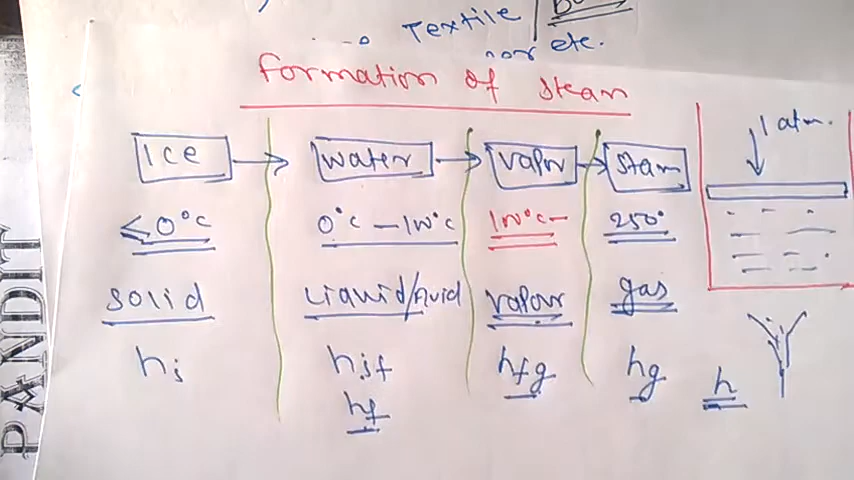 Textile
etc.
formation of steam
1 atm.
Ice
water
vapor
steam
<0°C
0°C - 100°C
100°C-
250°
solid
Liquid/fluid
vapour
gas
hi
hif
hfg
hg
h
hf
PANDIT